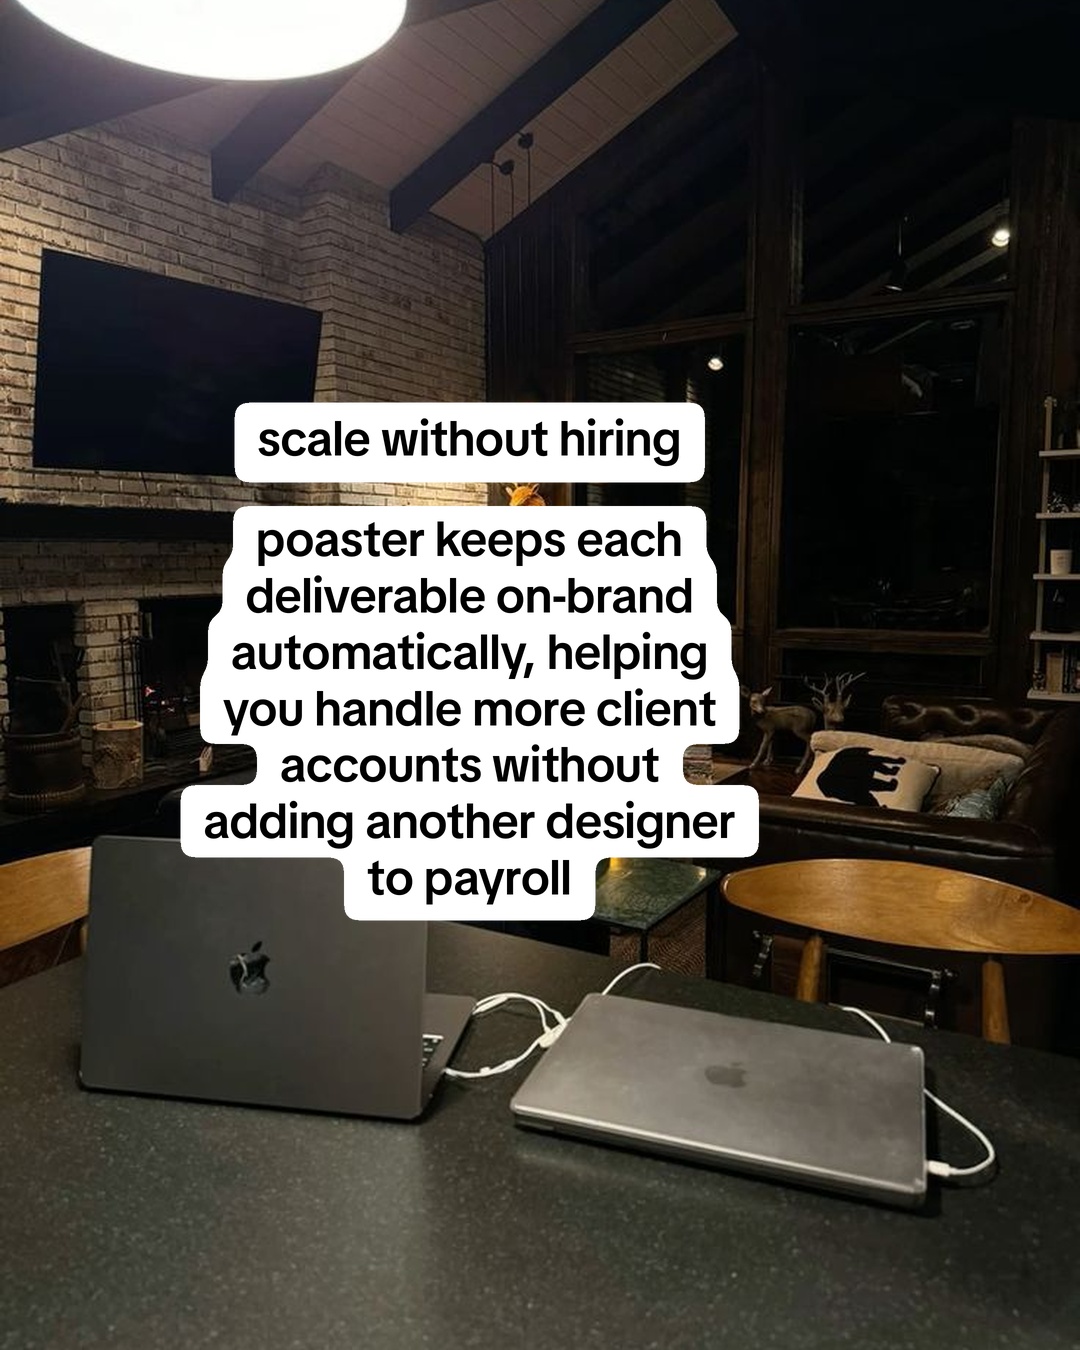 scale without hiring
poaster keeps each
deliverable on-brand
automatically, helping
you handle more client
accounts without
adding another designer
to payroll